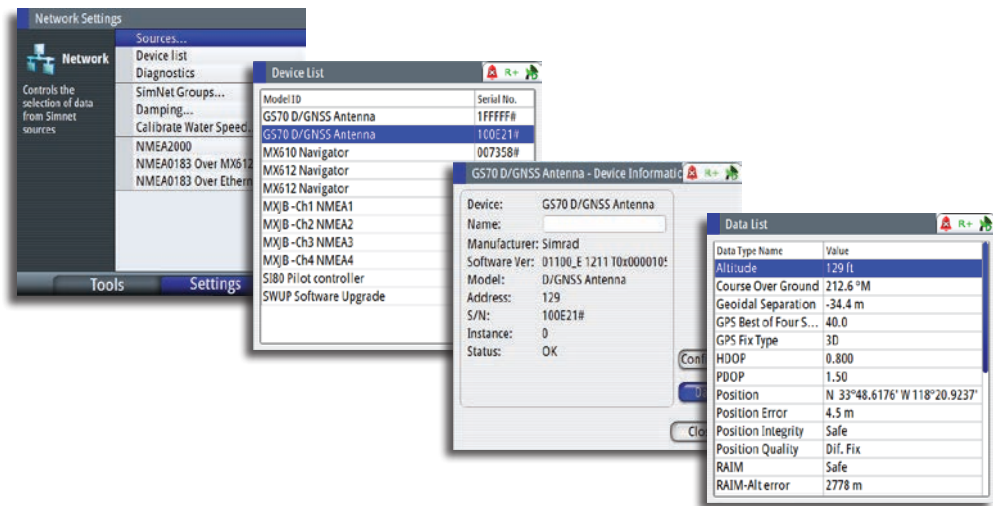 Network Settings
Network
Controls the
selection of data
from Simnet
sources
Sources...
Device list
Diagnostics
SimNet Groups...
Damping...
Calibrate Water Speed..
NMEA2000
NMEA0183 Over MX612
NMEA0183 Over Ethern
Tools Settings
Device List R+
Model ID Serial No.
GS70 D/GNSS Antenna 1FFFFF#
GS70 D/GNSS Antenna 100E21#
MX610 Navigator 007358#
MX612 Navigator
MX612 Navigator
MXJB -Ch1 NMEA1
MXJB -Ch2 NMEA2
MXJB -Ch3 NMEA3
MXJB -Ch4 NMEA4
SI80 Pilot controller
SWUP Software Upgrade
GS70 D/GNSS Antenna - Device Informatic R+
Device: GS70 D/GNSS Antenna
Name:
Manufacturer: Simrad
Software Ver: 01100_E 1211 T0x0000105
Model: D/GNSS Antenna
Address: 129
S/N: 100E21#
Instance: 0
Status: OK
Conf
Clo
Data List R+
Data Type Name Value
Altitude 129 ft
Course Over Ground 212.6 °M
Geoidal Separation -34.4 m
GPS Best of Four S... 40.0
GPS Fix Type 3D
HDOP 0.800
PDOP 1.50
Position N 33°48.6176' W 118°20.9237'
Position Error 4.5 m
Position Integrity Safe
Position Quality Dif. Fix
RAIM Safe
RAIM-Alt error 2778 m